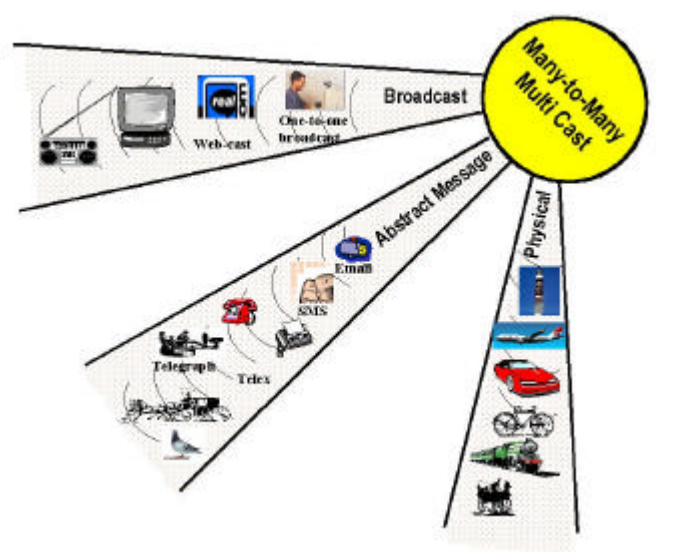 Many-to-Many
Multi Cast
Broadcast
real
One-to-one
broadcast
Web-cast
Abstract Message
Email
SMS
Telegraph
Telex
Physical